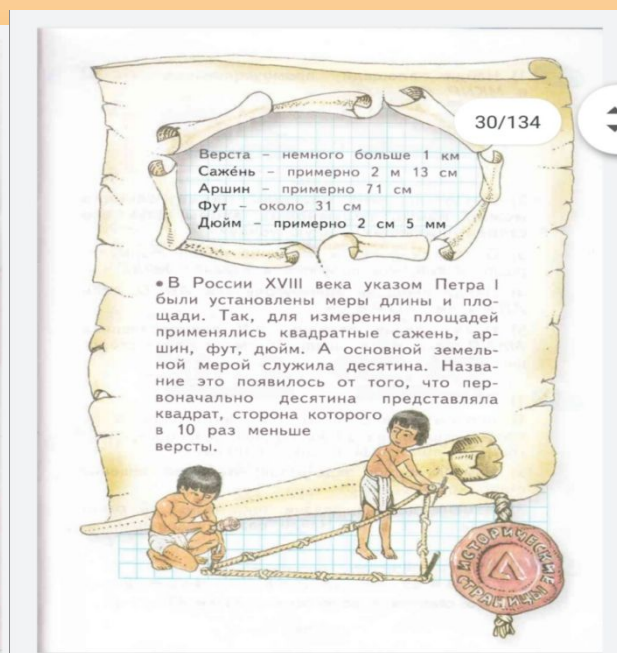 30/134
Верста – немного больше 1 км
Саже́нь – примерно 2 м 13 см
Аршин – примерно 71 см
Фут – около 31 см
Дюйм – примерно 2 см 5 мм
• В России XVIII века указом Петра I
были установлены меры длины и пло-
щади. Так, для измерения площадей
применялись квадратные сажень, ар-
шин, фут, дюйм. А основной земель-
ной мерой служила десятина. Назва-
ние это появилось от того, что пер-
воначально десятина представляла
квадрат, сторона которого
в 10 раз меньше
версты.
ИСТОРИЧЕСКИЕ
СТРАНИЦЫ